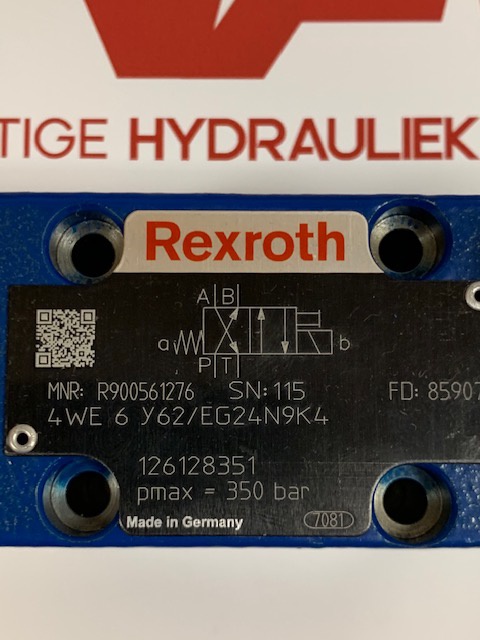 TIGE HYDRAULIEK
Rexroth
A B
a b
P T
MNR: R900561276 SN: 115 FD: 85907
4WE 6 Y62/EG24N9K4
126128351
pmax = 350 bar
Made in Germany 7081